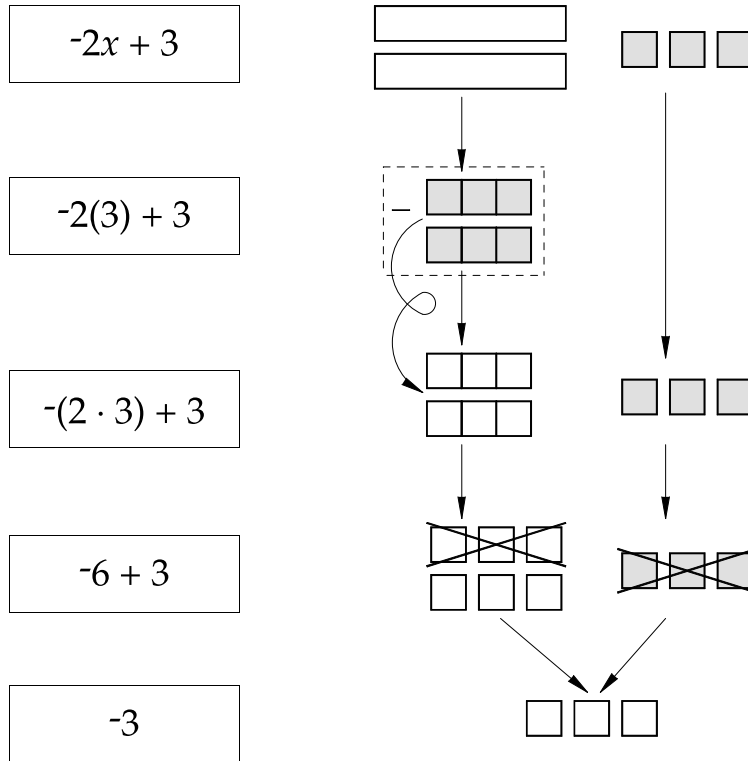 ⁻2x + 3
⁻2(3) + 3
–
⁻(2 · 3) + 3
⁻6 + 3
⁻3